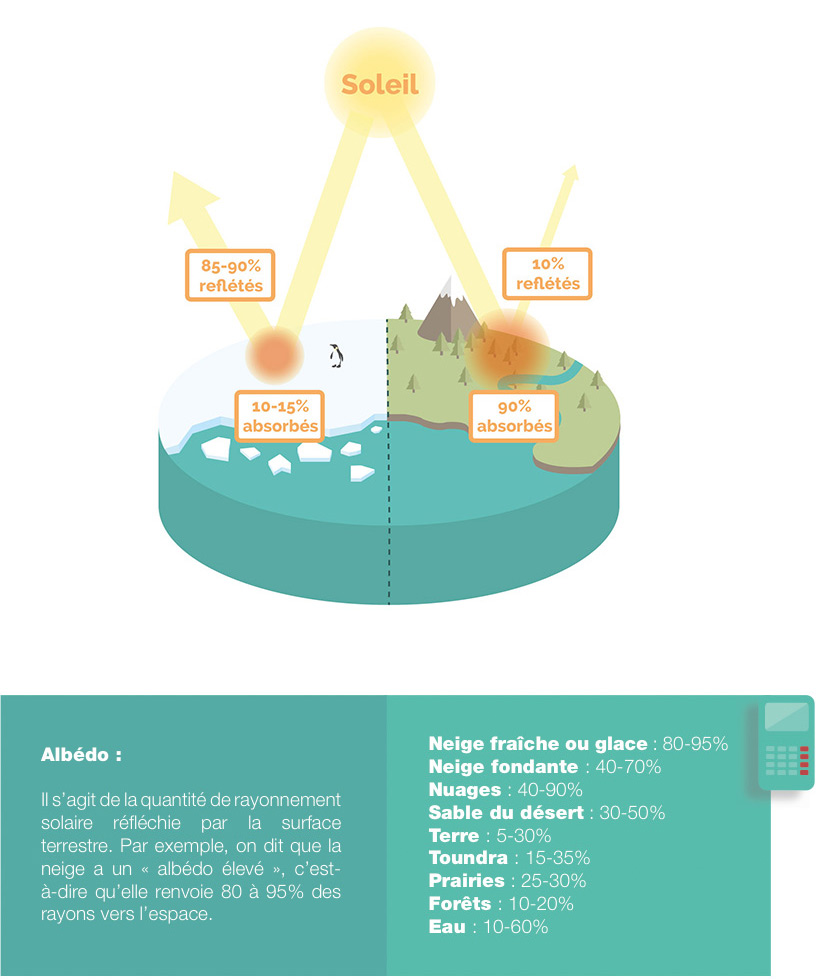 Soleil
85-90%
reflétés
10%
reflétés
10-15%
absorbés
90%
absorbés
Albédo :
Il s'agit de la quantité de rayonnement
solaire réfléchie par la surface
terrestre. Par exemple, on dit que la
neige a un « albédo élevé », c'est-
à-dire qu'elle renvoie 80 à 95% des
rayons vers l'espace.
Neige fraîche ou glace : 80-95%
Neige fondante : 40-70%
Nuages : 40-90%
Sable du désert : 30-50%
Terre : 5-30%
Toundra : 15-35%
Prairies : 25-30%
Forêts : 10-20%
Eau : 10-60%